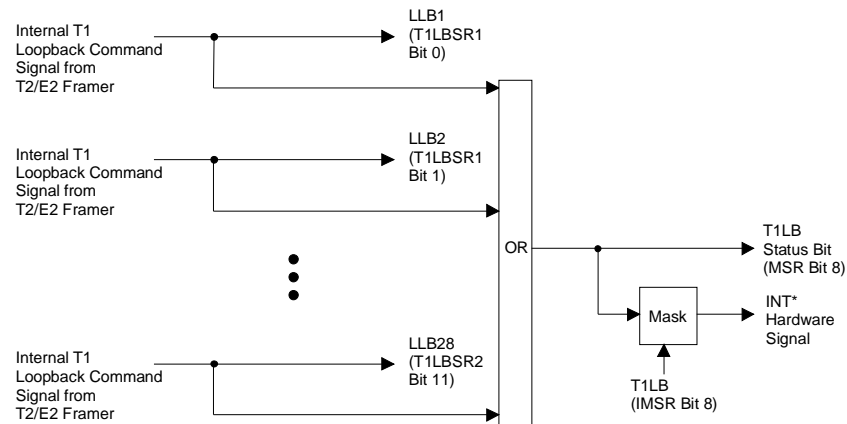 Internal T1
Loopback Command
Signal from
T2/E2 Framer
LLB1
(T1LBSR1
Bit 0)
Internal T1
Loopback Command
Signal from
T2/E2 Framer
LLB2
(T1LBSR1
Bit 1)
OR
T1LB
Status Bit
(MSR Bit 8)
Mask
INT*
Hardware
Signal
T1LB
(IMSR Bit 8)
Internal T1
Loopback Command
Signal from
T2/E2 Framer
LLB28
(T1LBSR2
Bit 11)